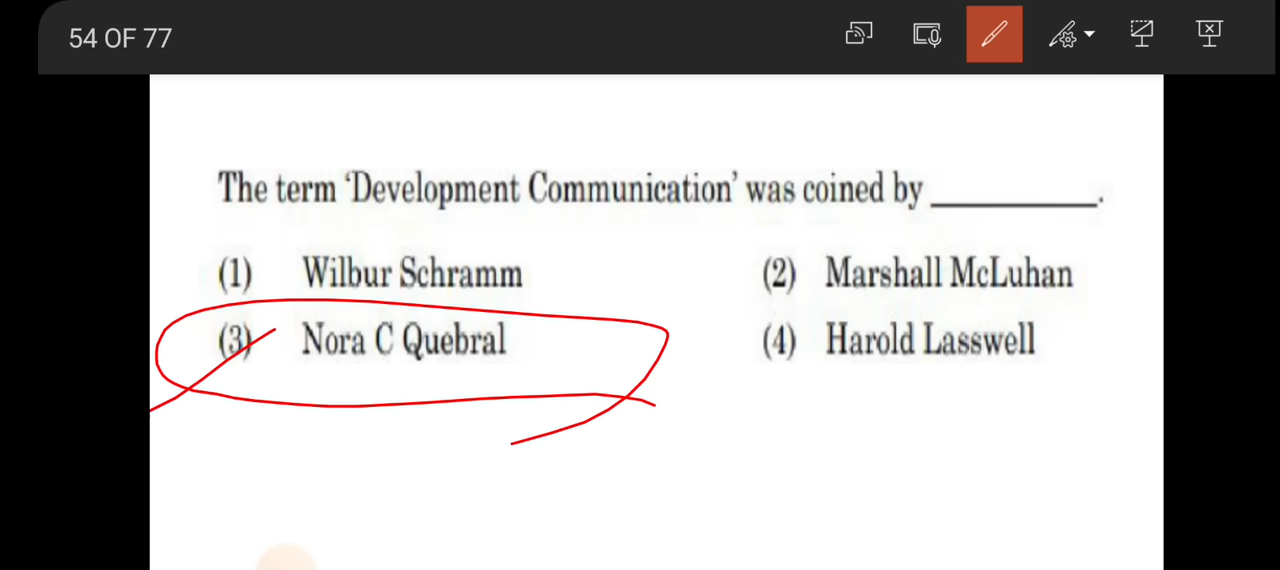 54 OF 77
The term ‘Development Communication’ was coined by __________.
(1) Wilbur Schramm (2) Marshall McLuhan
(3) Nora C Quebral (4) Harold Lasswell